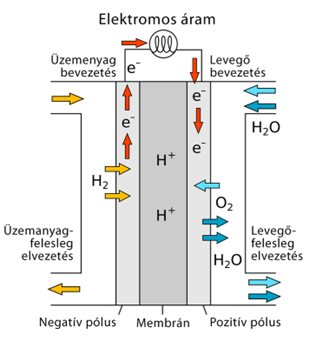 Elektromos áram
Üzemenyag
bevezetés
Levegő
bevezetés
e⁻
e⁻
e⁻
e⁻
e⁻
H₂O
H⁺
H₂
H⁺
O₂
Üzemanyag-
felesleg
elvezetés
Levegő-
felesleg
elvezetés
H₂O
Negatív pólus
Membrán
Pozitív pólus